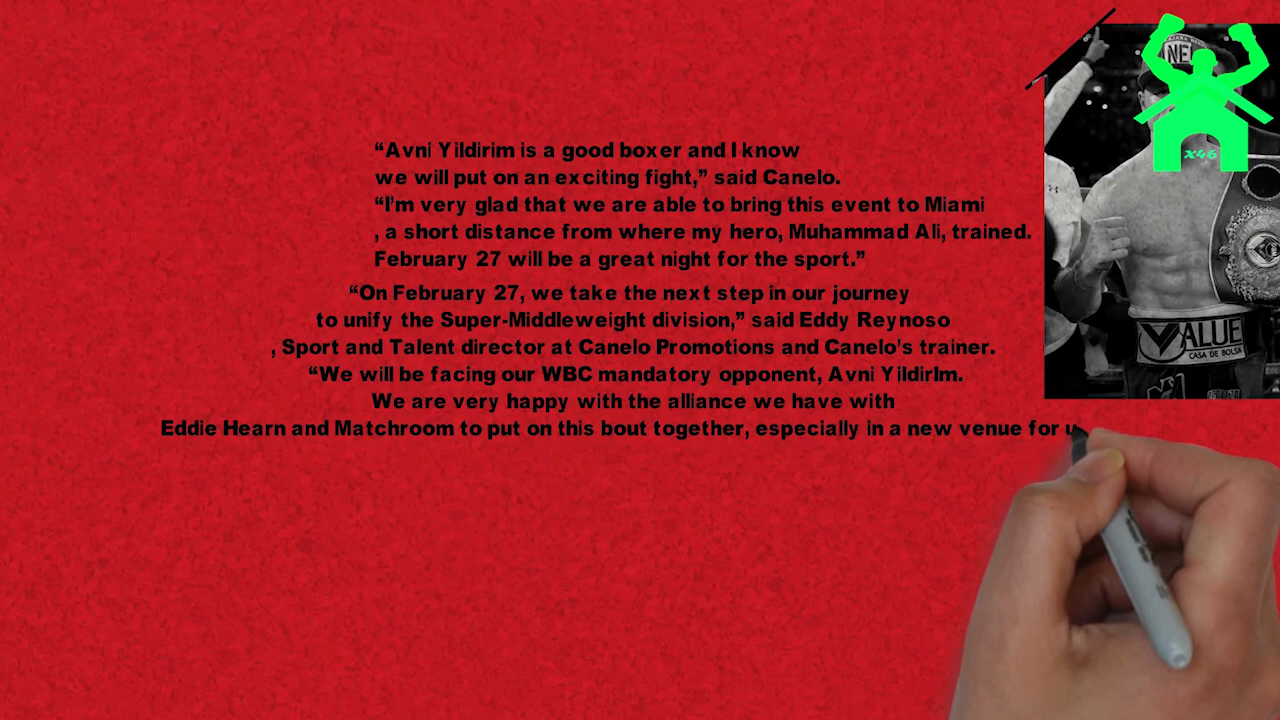 “Avni Yildirim is a good boxer and I know
we will put on an exciting fight,” said Canelo.
“I’m very glad that we are able to bring this event to Miami
, a short distance from where my hero, Muhammad Ali, trained.
February 27 will be a great night for the sport.”
“On February 27, we take the next step in our journey
to unify the Super-Middleweight division,” said Eddy Reynoso
, Sport and Talent director at Canelo Promotions and Canelo's trainer.
“We will be facing our WBC mandatory opponent, Avni YildirIm.
We are very happy with the alliance we have with
Eddie Hearn and Matchroom to put on this bout together, especially in a new venue for u
x46
VALUE
CASA DE BOLSA